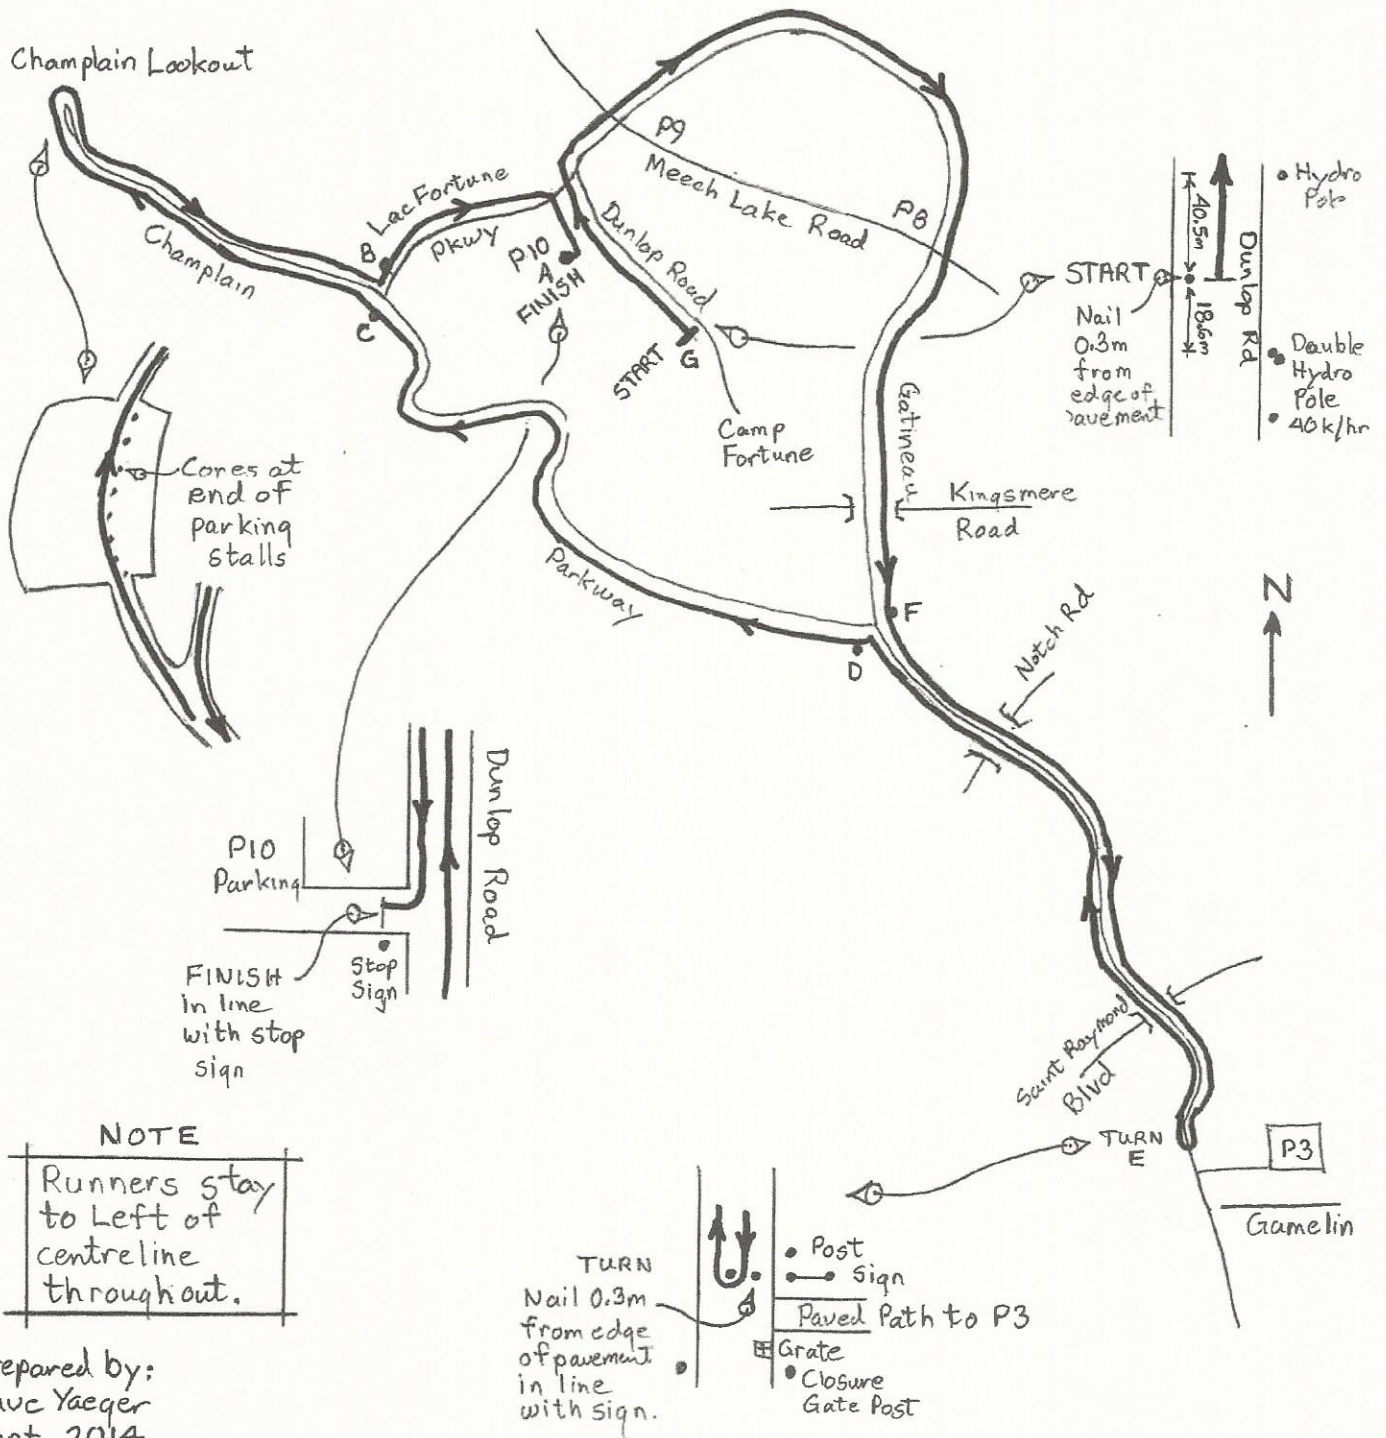 Champlain Lookout
Champlain
B
Lac Fortune
Pkwy
C
P10
A
FINISH
Dunlop Road
START
G
P9
Meech Lake Road
P8
Camp
Fortune
Gatineau
Kingsmere
Road
Parkway
D
F
Notch Rd
N
START
Nail
0.3m
from
edge of
pavement
40.5m
18.6m
Dunlop Rd
Hydro
Pole
Double
Hydro
Pole
40k/hr
Cones at
end of
parking
stalls
P10
Parking
Dunlop Road
Stop
Sign
FINISH
in line
with stop
sign
Saint Raymond
Blvd
TURN
E
P3
Gamelin
NOTE
Runners stay
to Left of
centreline
throughout.
TURN
Nail 0.3m
from edge
of pavement
in line
with sign.
Post
Sign
Paved Path to P3
Grate
Closure
Gate Post
repared by:
Yaeger
2014